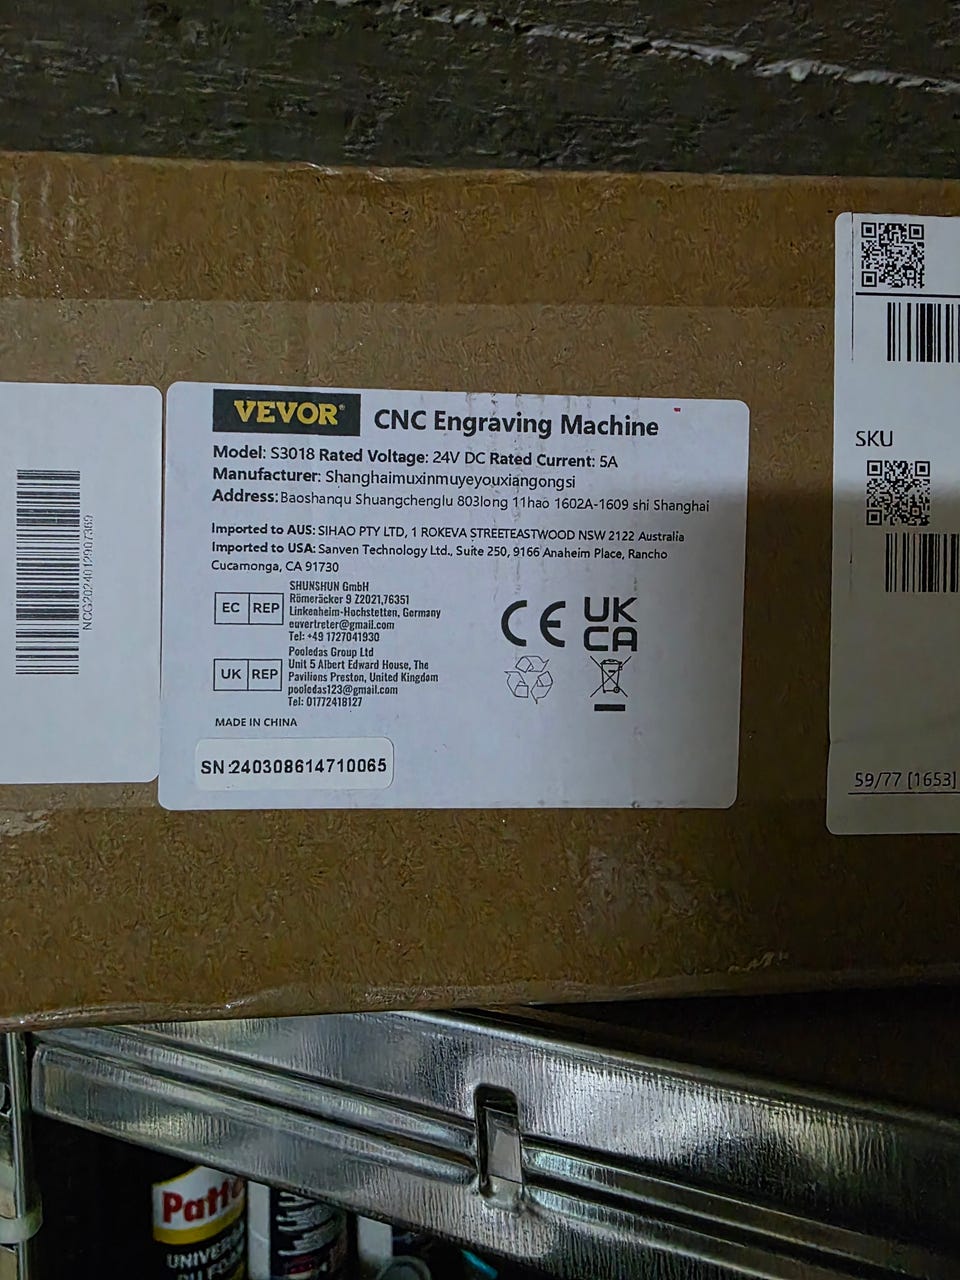 VEVOR® CNC Engraving Machine
Model: S3018 Rated Voltage: 24V DC Rated Current: 5A
Manufacturer: Shanghaimuxinmuyeyouxiangongsi
Address: Baoshanqu Shuangchenglu 803long 11hao 1602A-1609 shi Shanghai
Imported to AUS: SIHAO PTY LTD, 1 ROKEVA STREETEASTWOOD NSW 2122 Australia
Imported to USA: Sanven Technology Ltd., Suite 250, 9166 Anaheim Place, Rancho
Cucamonga, CA 91730
EC REP
SHUNSHUN GmbH
Römeräcker 9 Z2021,76351
Linkenheim-Hochstetten, Germany
euvertreter@gmail.com
Tel: +49 1727041930
UK REP
Pooledas Group Ltd
Unit 5 Albert Edward House, The
Pavilions Preston, United Kingdom
pooledas123@gmail.com
Tel: 01772418127
CE
UK
CA
MADE IN CHINA
SN:240308614710065
SKU
59/77 [1653]